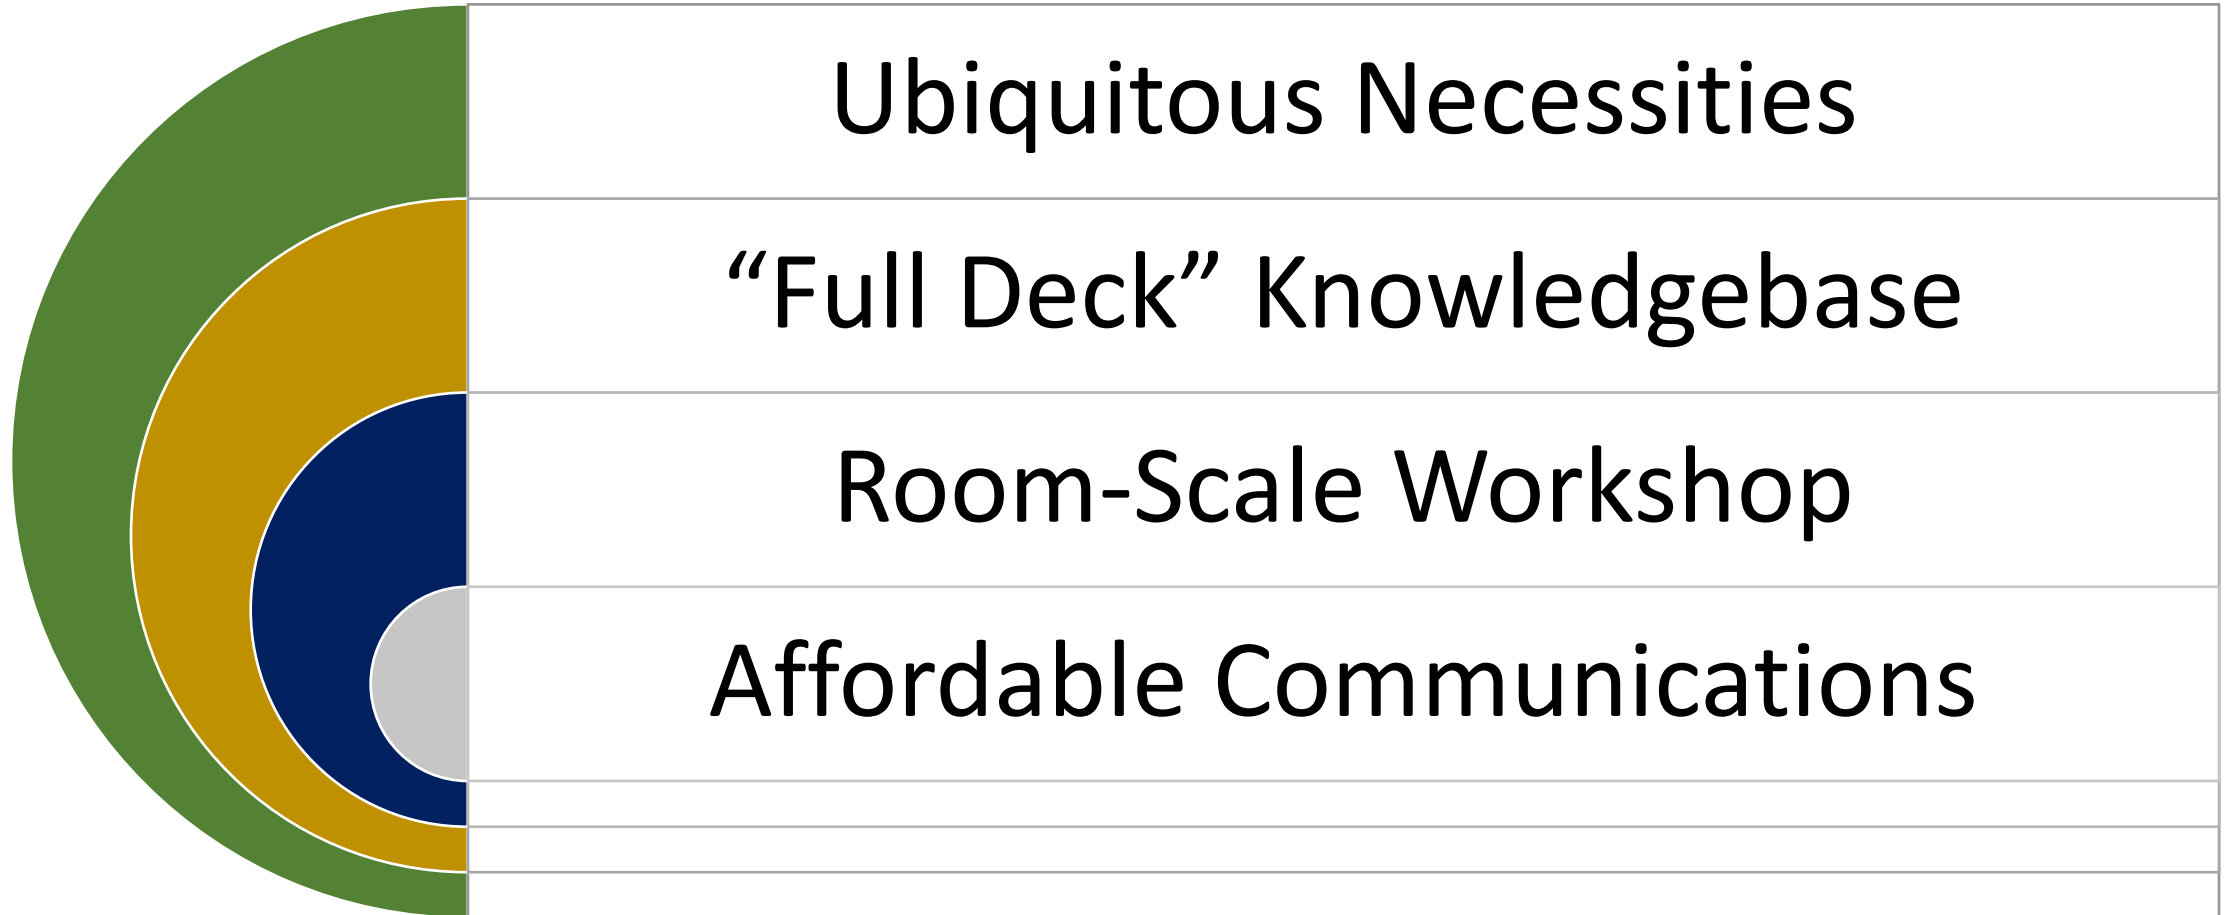 Ubiquitous Necessities
“Full Deck” Knowledgebase
Room-Scale Workshop
Affordable Communications